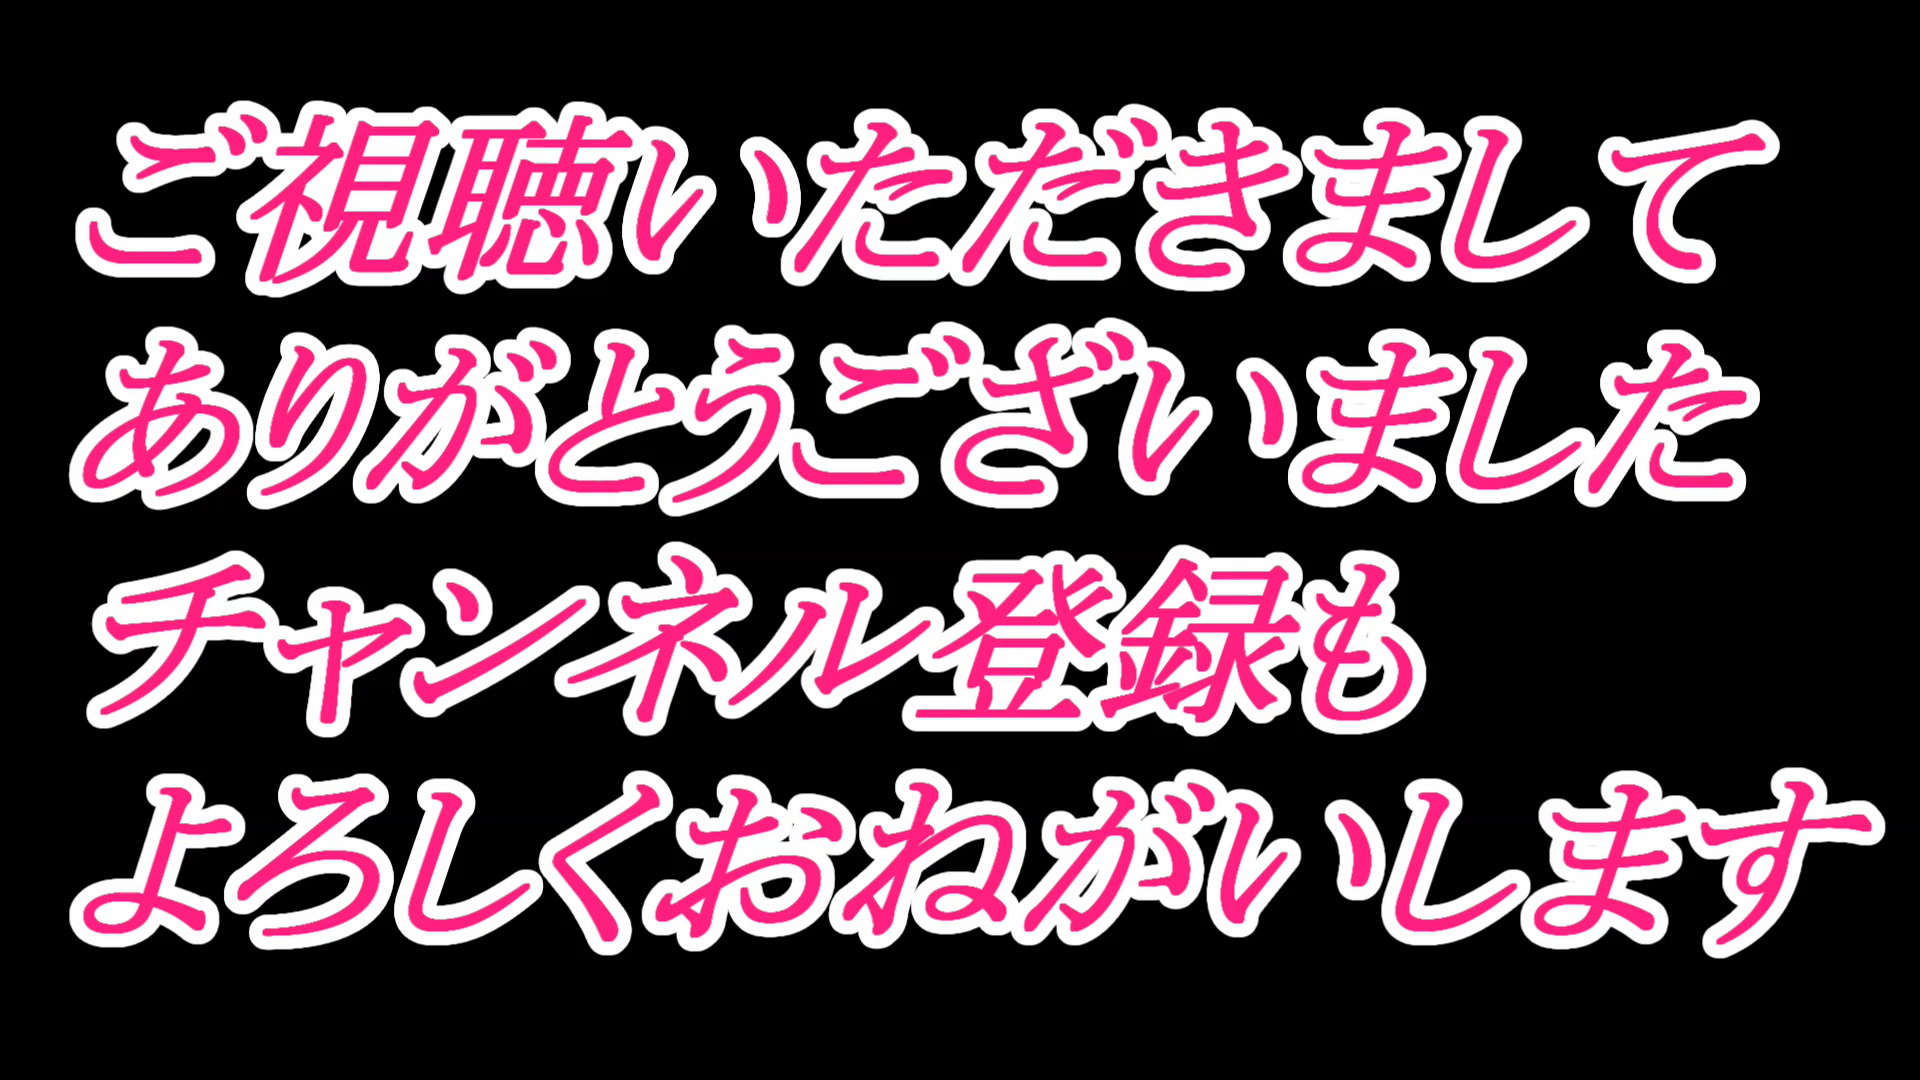 ご視聴いただきまして
ありがとうございました
チャンネル登録も
よろしくおねがいします